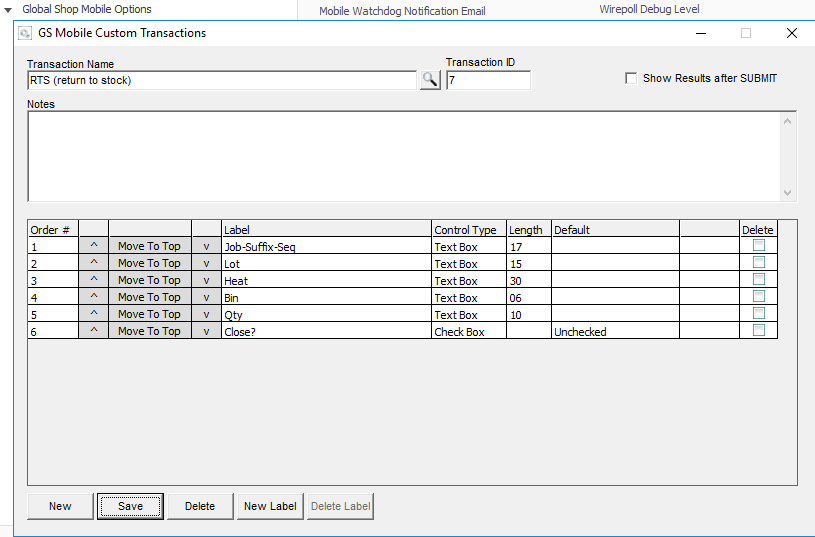 Global Shop Mobile Options Mobile Watchdog Notification Email Wirepoll Debug Level
GS Mobile Custom Transactions
Transaction Name Transaction ID
RTS (return to stock) 7 Show Results after SUBMIT
Notes
Order # Label Control Type Length Default Delete
1 ^ Move To Top v Job-Suffix-Seq Text Box 17
2 ^ Move To Top v Lot Text Box 15
3 ^ Move To Top v Heat Text Box 30
4 ^ Move To Top v Bin Text Box 06
5 ^ Move To Top v Qty Text Box 10
6 ^ Move To Top v Close? Check Box Unchecked
New Save Delete New Label Delete Label